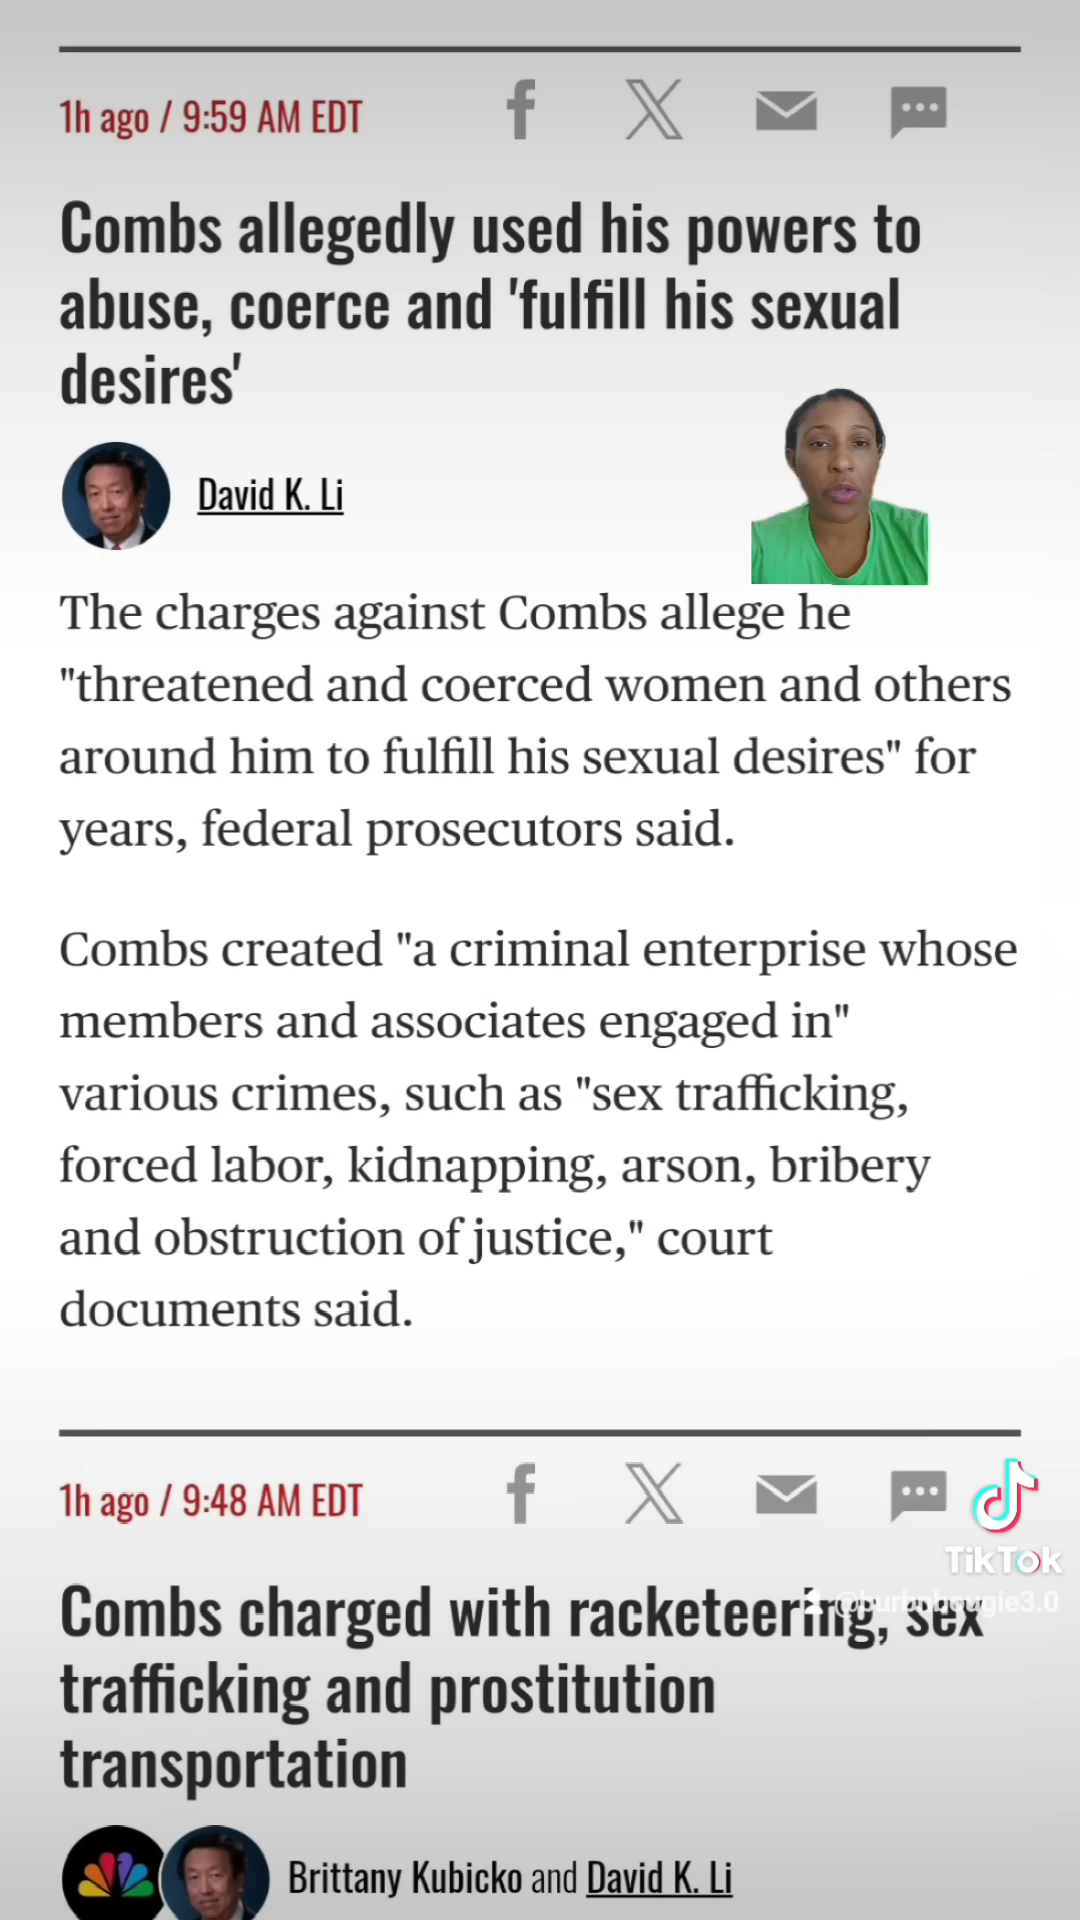 1h ago / 9:59 AM EDT
Combs allegedly used his powers to
abuse, coerce and 'fulfill his sexual
desires'
David K. Li
The charges against Combs allege he
"threatened and coerced women and others
around him to fulfill his sexual desires" for
years, federal prosecutors said.
Combs created "a criminal enterprise whose
members and associates engaged in"
various crimes, such as "sex trafficking,
forced labor, kidnapping, arson, bribery
and obstruction of justice," court
documents said.
1h ago / 9:48 AM EDT
TikTok
Combs charged with racketeering, sex
trafficking and prostitution
transportation
Brittany Kubicko and David K. Li